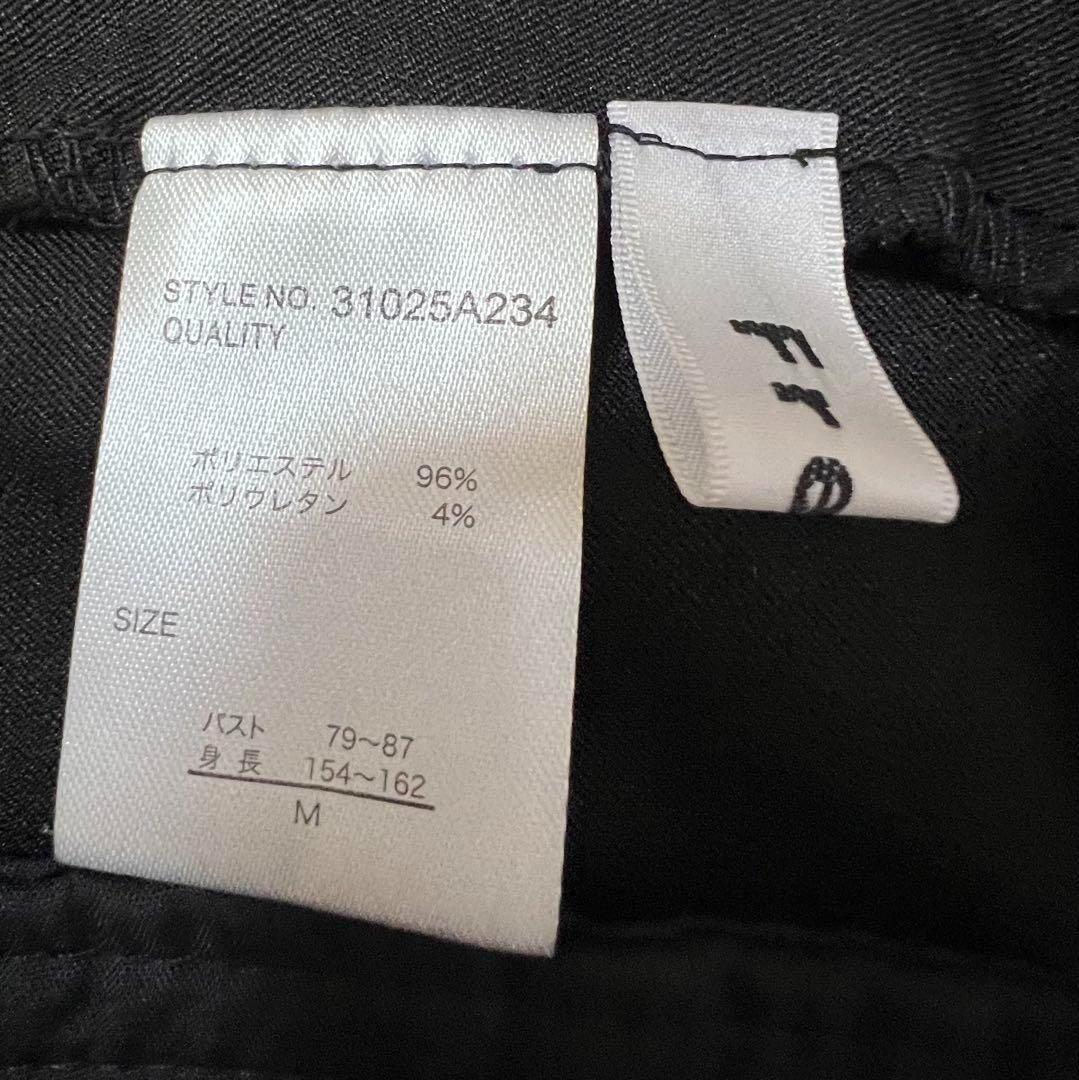 STYLE NO. 31025A234
QUALITY
ポリエステル 96%
ポリウレタン 4%
SIZE
バスト 79~87
身長 154~162
M
Fre